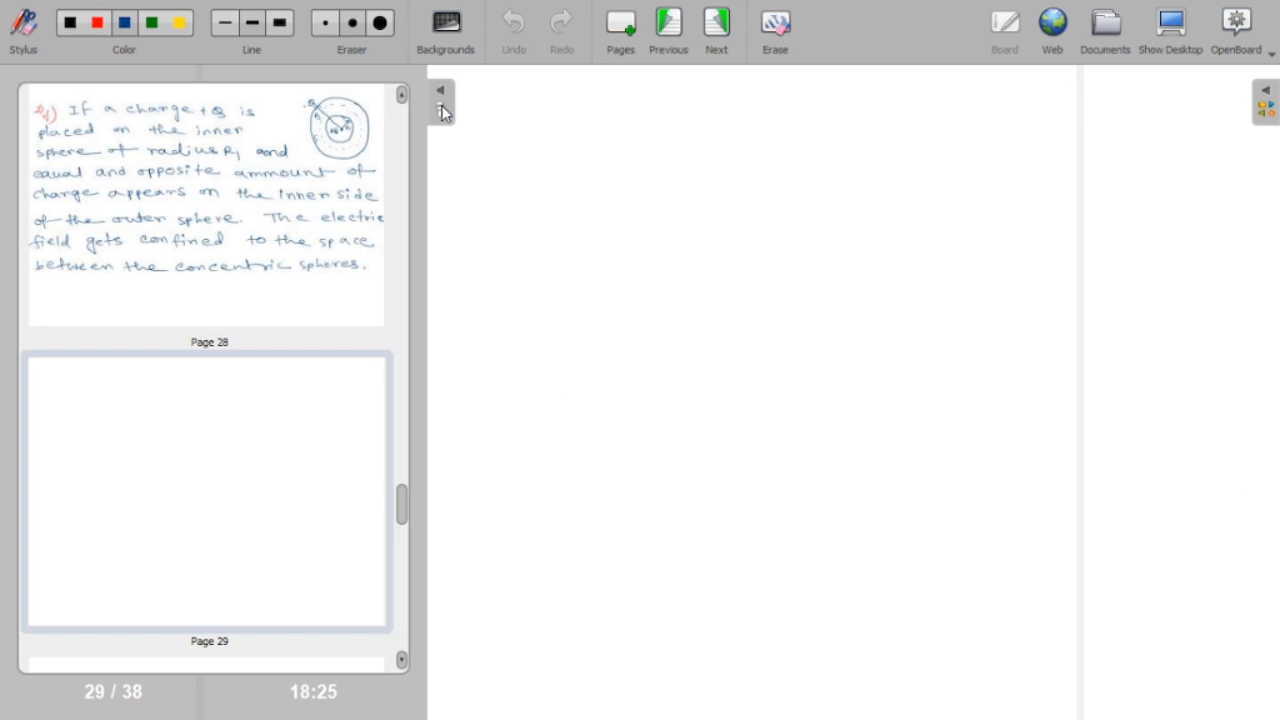 Stylus
Color
Line
Eraser
Backgrounds
Undo
Redo
Pages
Previous
Next
Erase
Board
Web
Documents
Show Desktop
OpenBoard
If a charge +Q is
placed on the inner
sphere of radius R1 and
equal and opposite ammount of
charge appears on the inner side
of the outer sphere. The electric
field gets confined to the space
between the concentric spheres.
Page 28
Page 29
29 / 38
18:25